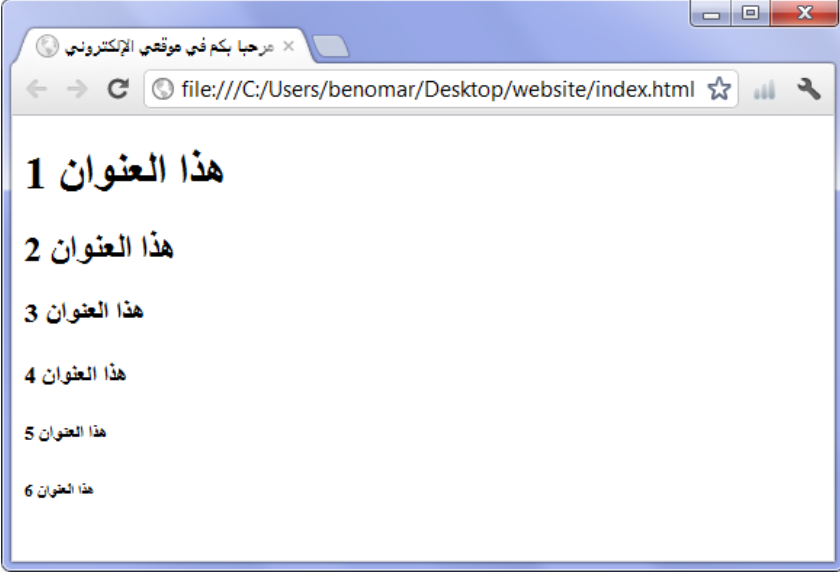 مرحبا بكم في موقعي الإلكتروني
file:///C:/Users/benomar/Desktop/website/index.html
هذا العنوان 1
هذا العنوان 2
هذا العنوان 3
هذا العنوان 4
هذا العنوان 5
هذا العنوان 6